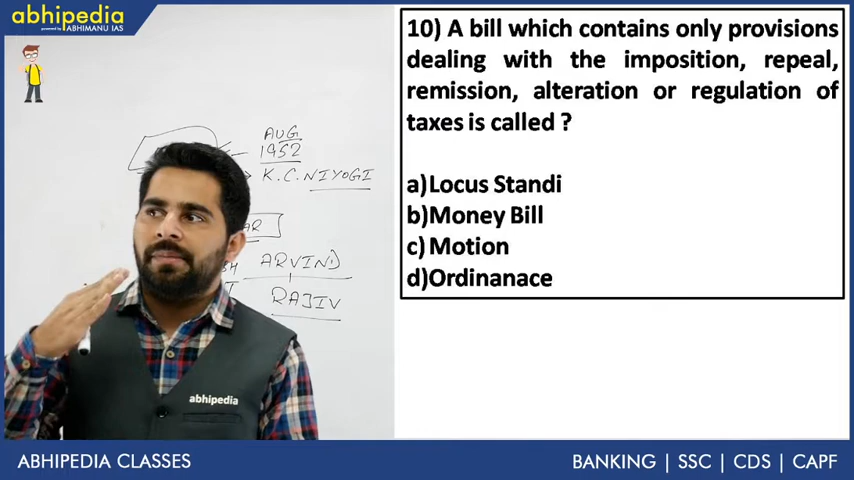 abhipedia
powered by ABHIMANU IAS
AUG
1952
K.C. NIYOGI
AR
ARVIND
RAJIV
abhipedia
10) A bill which contains only provisions
dealing with the imposition, repeal,
remission, alteration or regulation of
taxes is called ?
a)Locus Standi
b)Money Bill
c) Motion
d)Ordinanace
ABHIPEDIA CLASSES
BANKING | SSC | CDS | CAPF